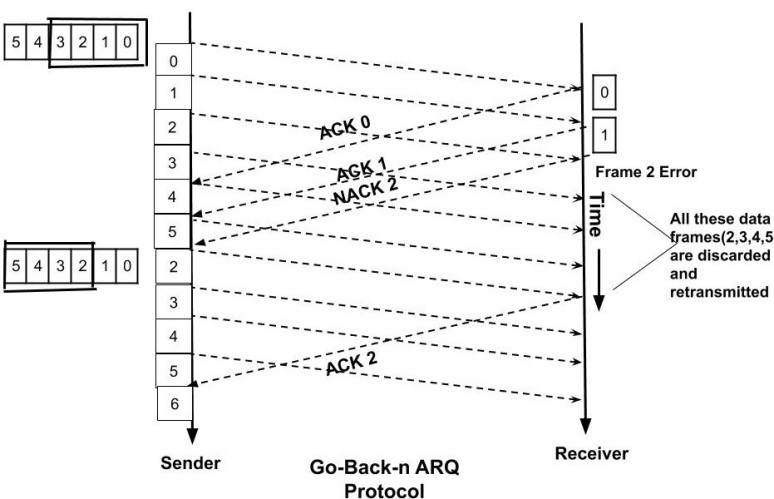 5 4 3 2 1 0
0
1
2
3
4
5
2
3
4
5
6
ACK 0
ACK 1
NACK 2
ACK 2
0
1
Frame 2 Error
Time
All these data
frames(2,3,4,5
are discarded
and
retransmitted
5 4 3 2 1 0
Sender
Receiver
Go-Back-n ARQ
Protocol